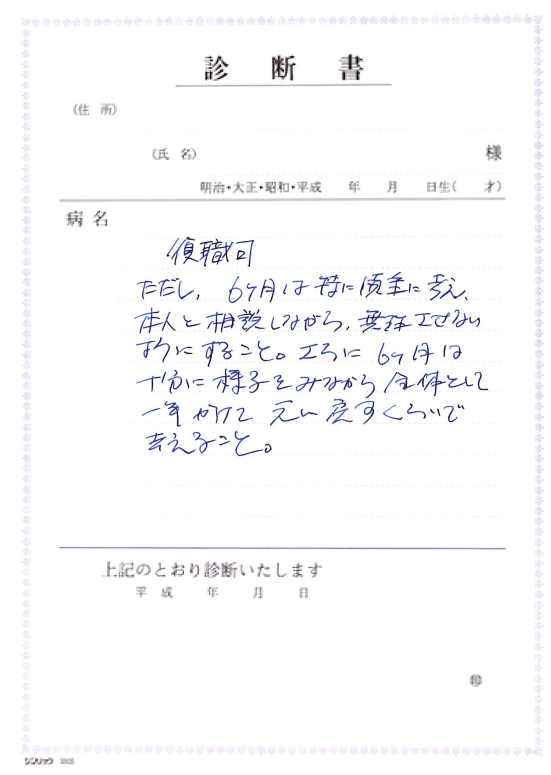 診断書
(住所)
(氏名) 様
明治・大正・昭和・平成 年 月 日生( 才)
病名
復職可
ただし、6ヶ月は特に慎重に考え、
本人と相談しながら、無理させない
ようにすること。さらに6ヶ月は
十分に様子をみながら全体として
一年かけて元に戻すくらいで
考えること。
上記のとおり診断いたします
平成 年 月 日
印